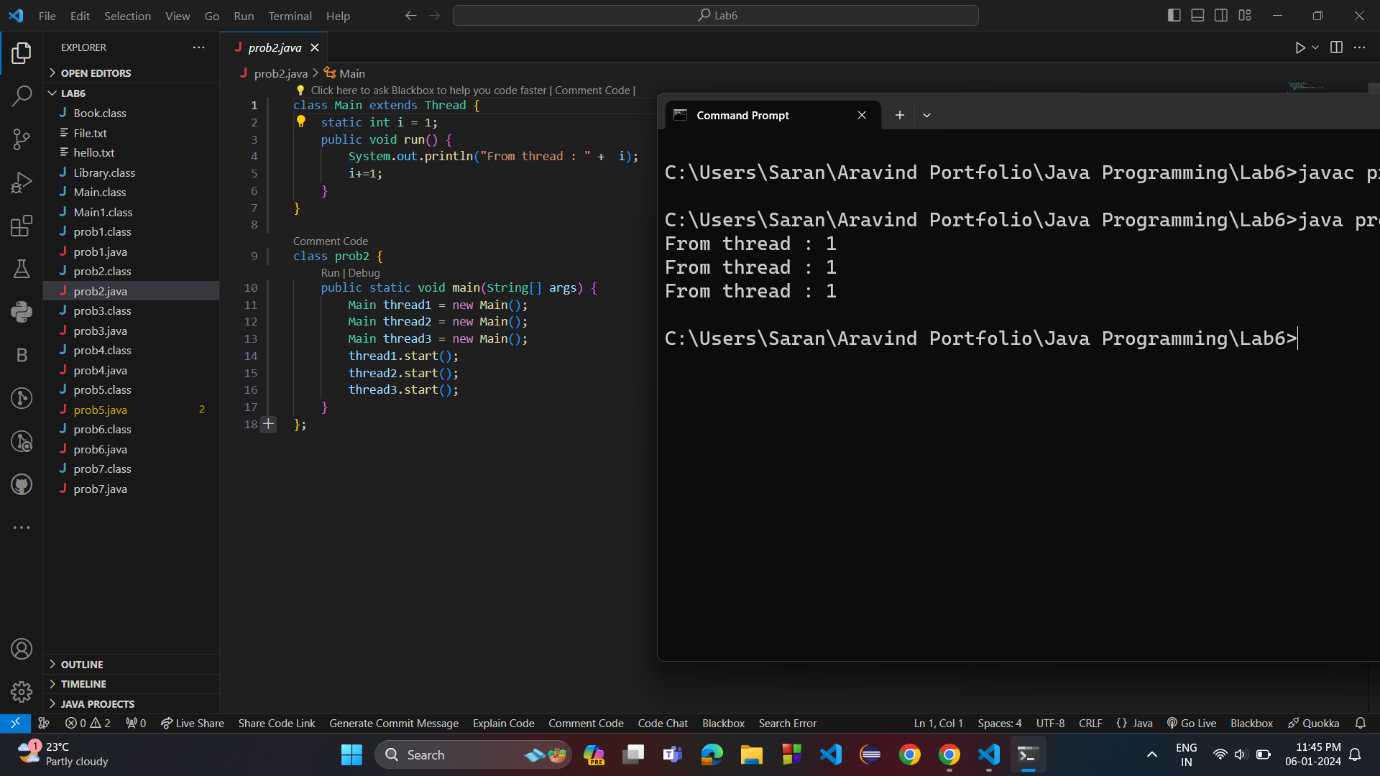 File Edit Selection View Go Run Terminal Help
Lab6
EXPLORER
OPEN EDITORS
LAB6
Book.class
File.txt
hello.txt
Library.class
Main.class
Main1.class
prob1.class
prob1.java
prob2.class
prob2.java
prob3.class
prob3.java
prob4.class
prob4.java
prob5.class
prob5.java 2
prob6.class
prob6.java
prob7.class
prob7.java
OUTLINE
TIMELINE
JAVA PROJECTS
prob2.java
prob2.java > Main
Click here to ask Blackbox to help you code faster | Comment Code |
1 class Main extends Thread {
2 static int i = 1;
3 public void run() {
4 System.out.println("From thread : " +  i);
5 i+=1;
6 }
7 }
8
Comment Code
9 class prob2 {
Run | Debug
10 public static void main(String[] args) {
11 Main thread1 = new Main();
12 Main thread2 = new Main();
13 Main thread3 = new Main();
14 thread1.start();
15 thread2.start();
16 thread3.start();
17 }
18 };
Command Prompt
C:\Users\Saran\Aravind Portfolio\Java Programming\Lab6>javac
C:\Users\Saran\Aravind Portfolio\Java Programming\Lab6>java
From thread : 1
From thread : 1
From thread : 1
C:\Users\Saran\Aravind Portfolio\Java Programming\Lab6>
0 2 0 Live Share Share Code Link Generate Commit Message Explain Code Comment Code Code Chat Blackbox Search Error Ln 1, Col 1 Spaces: 4 UTF-8 CRLF {} Java Go Live Blackbox Quokka
1 23°C
Partly cloudy
Search
PRE
ENG
IN
11:45 PM
06-01-2024